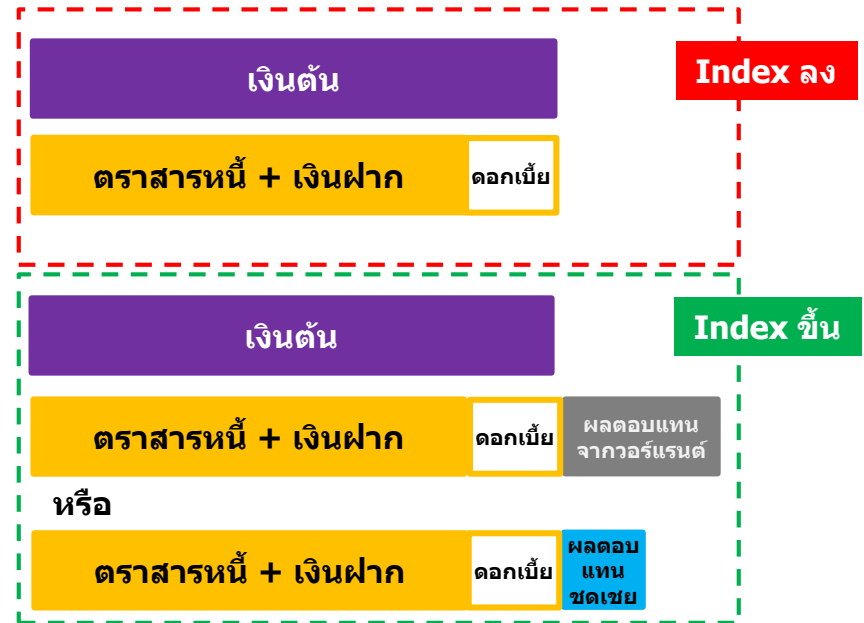 เงินต้น
Index ลง
ตราสารหนี้ + เงินฝาก
ดอกเบี้ย
เงินต้น
Index ขึ้น
ตราสารหนี้ + เงินฝาก
ดอกเบี้ย
ผลตอบแทน
จากวอร์แรนต์
หรือ
ตราสารหนี้ + เงินฝาก
ดอกเบี้ย
ผลตอบ
แทน
ชดเชย